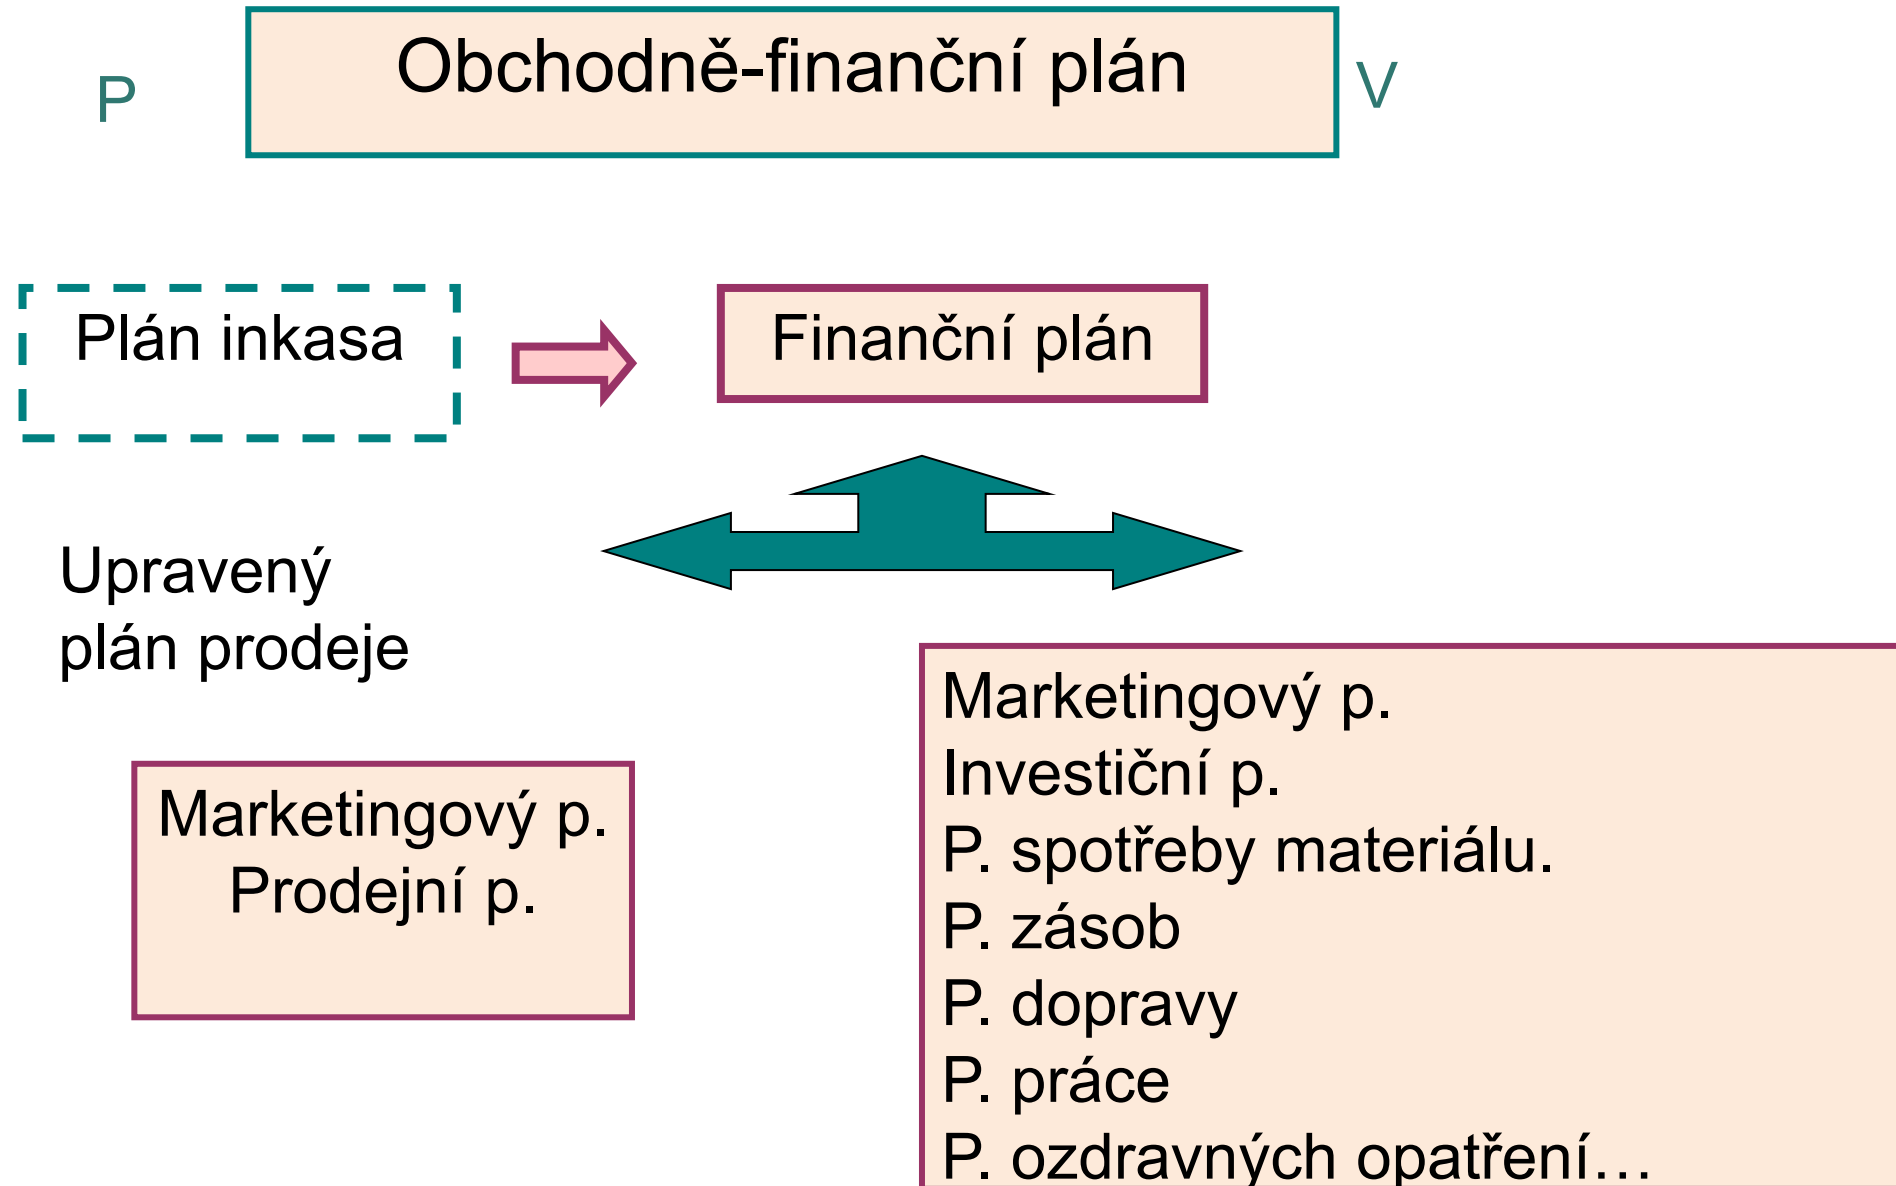 P
Obchodně-finanční plán
V
Plán inkasa
Finanční plán
Upravený
plán prodeje
Marketingový p.
Prodejní p.
Marketingový p.
Investiční p.
P. spotřeby materiálu.
P. zásob
P. dopravy
P. práce
P. ozdravných opatření…